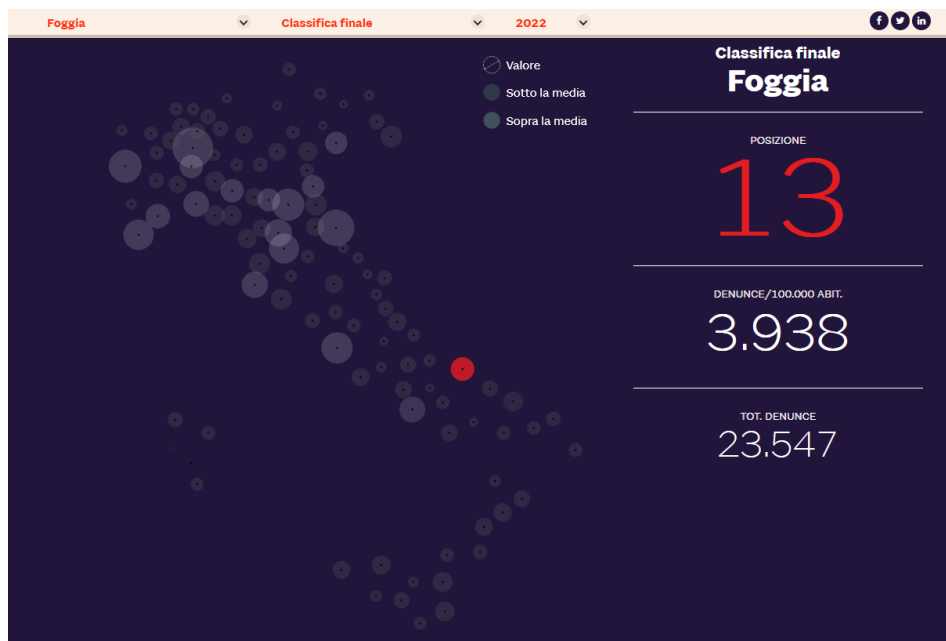 Foggia
Classifica finale
2022
f
in
Valore
Sotto la media
Sopra la media
Classifica finale
Foggia
POSIZIONE
13
DENUNCE/100.000 ABIT.
3.938
TOT. DENUNCE
23.547